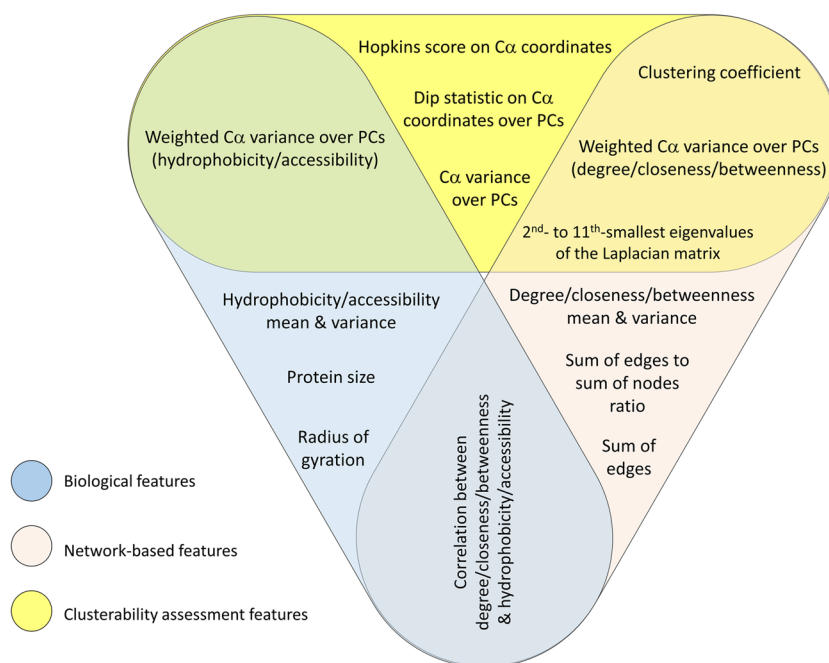 Hopkins score on Cα coordinates
Clustering coefficient
Dip statistic on Cα
coordinates over PCs
Weighted Cα variance over PCs
(hydrophobicity/accessibility)
Weighted Cα variance over PCs
(degree/closeness/betweenness)
Cα variance
over PCs
2nd- to 11th-smallest eigenvalues
of the Laplacian matrix
Hydrophobicity/accessibility
mean & variance
Degree/closeness/betweenness
mean & variance
Protein size
Sum of edges to
sum of nodes
ratio
Radius of
gyration
Sum of
edges
Correlation between
degree/closeness/betweenness
& hydrophobicity/accessibility
Biological features
Network-based features
Clusterability assessment features